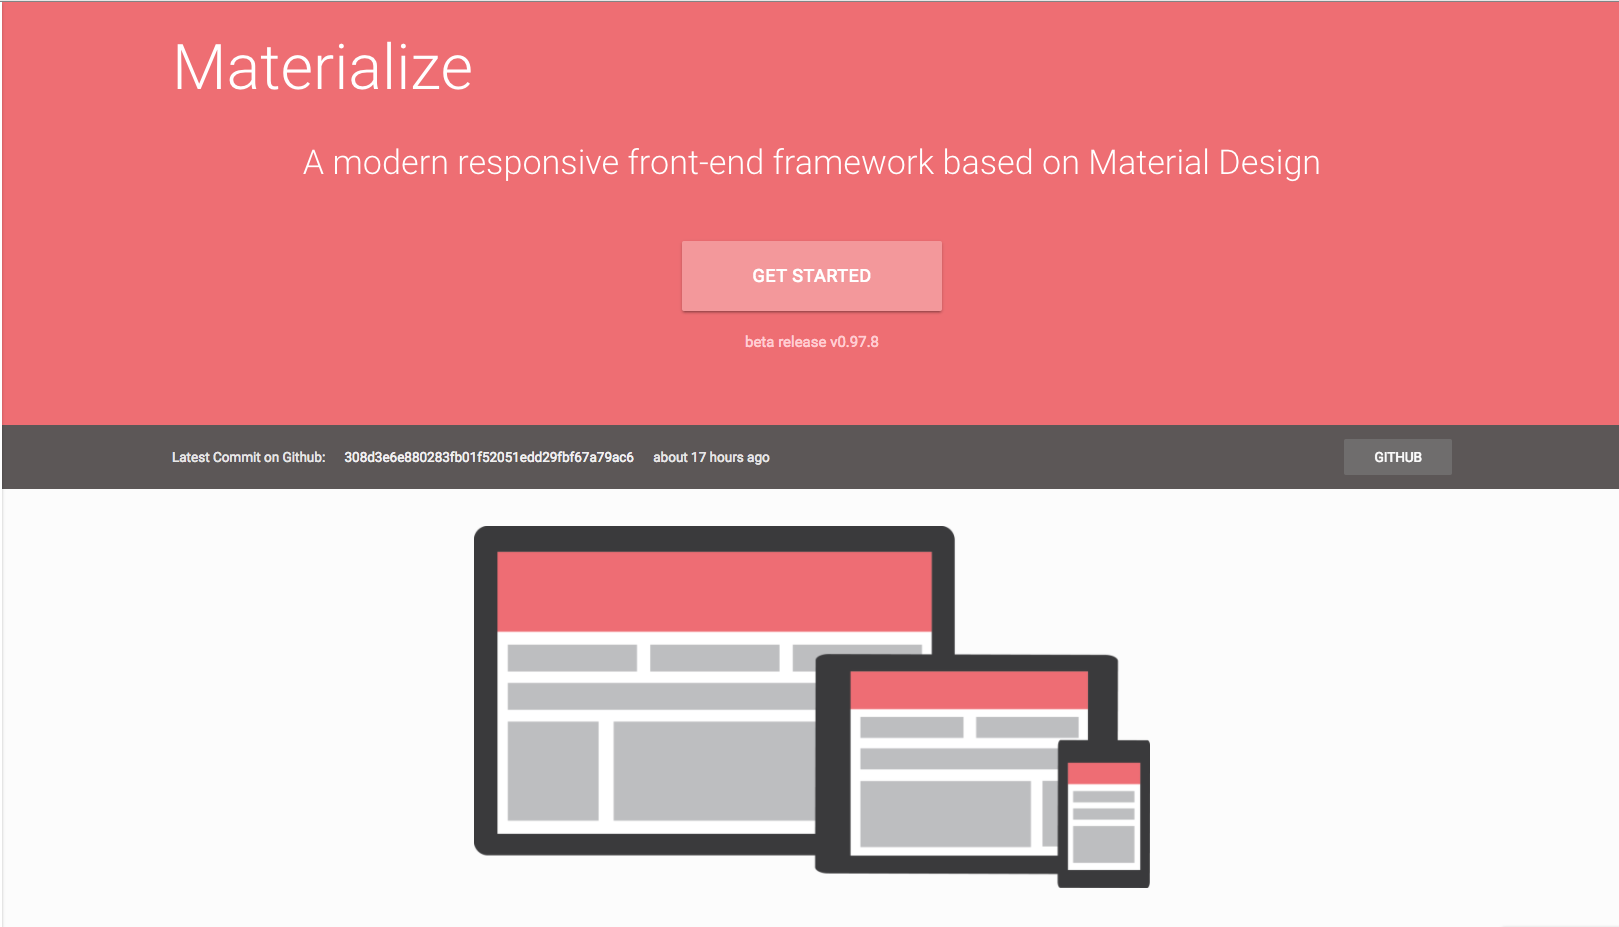 Materialize
A modern responsive front-end framework based on Material Design
GET STARTED
beta release v0.97.8
Latest Commit on Github: 308d3e6e880283fb01f52051edd29fbf67a79ac6 about 17 hours ago GITHUB